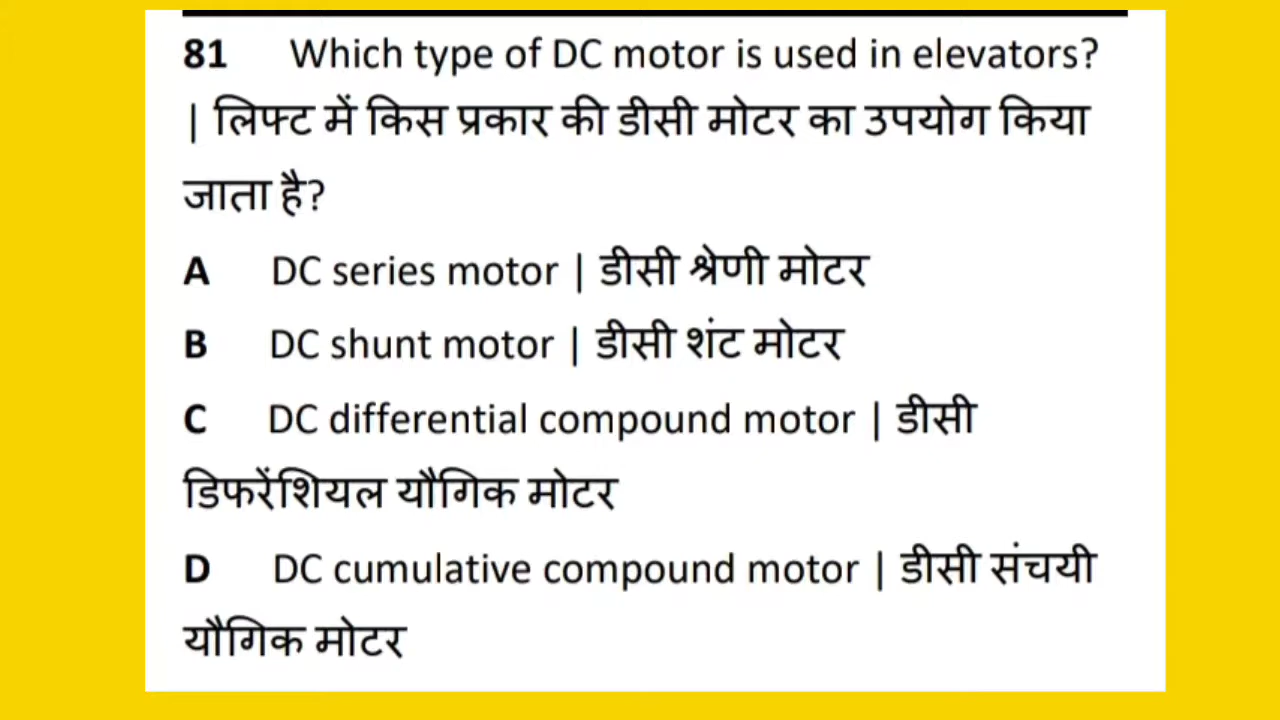 81 Which type of DC motor is used in elevators?
| लिफ्ट में किस प्रकार की डीसी मोटर का उपयोग किया
जाता है?
A DC series motor | डीसी श्रेणी मोटर
B DC shunt motor | डीसी शंट मोटर
C DC differential compound motor | डीसी
डिफरेंशियल यौगिक मोटर
D DC cumulative compound motor | डीसी संचयी
यौगिक मोटर